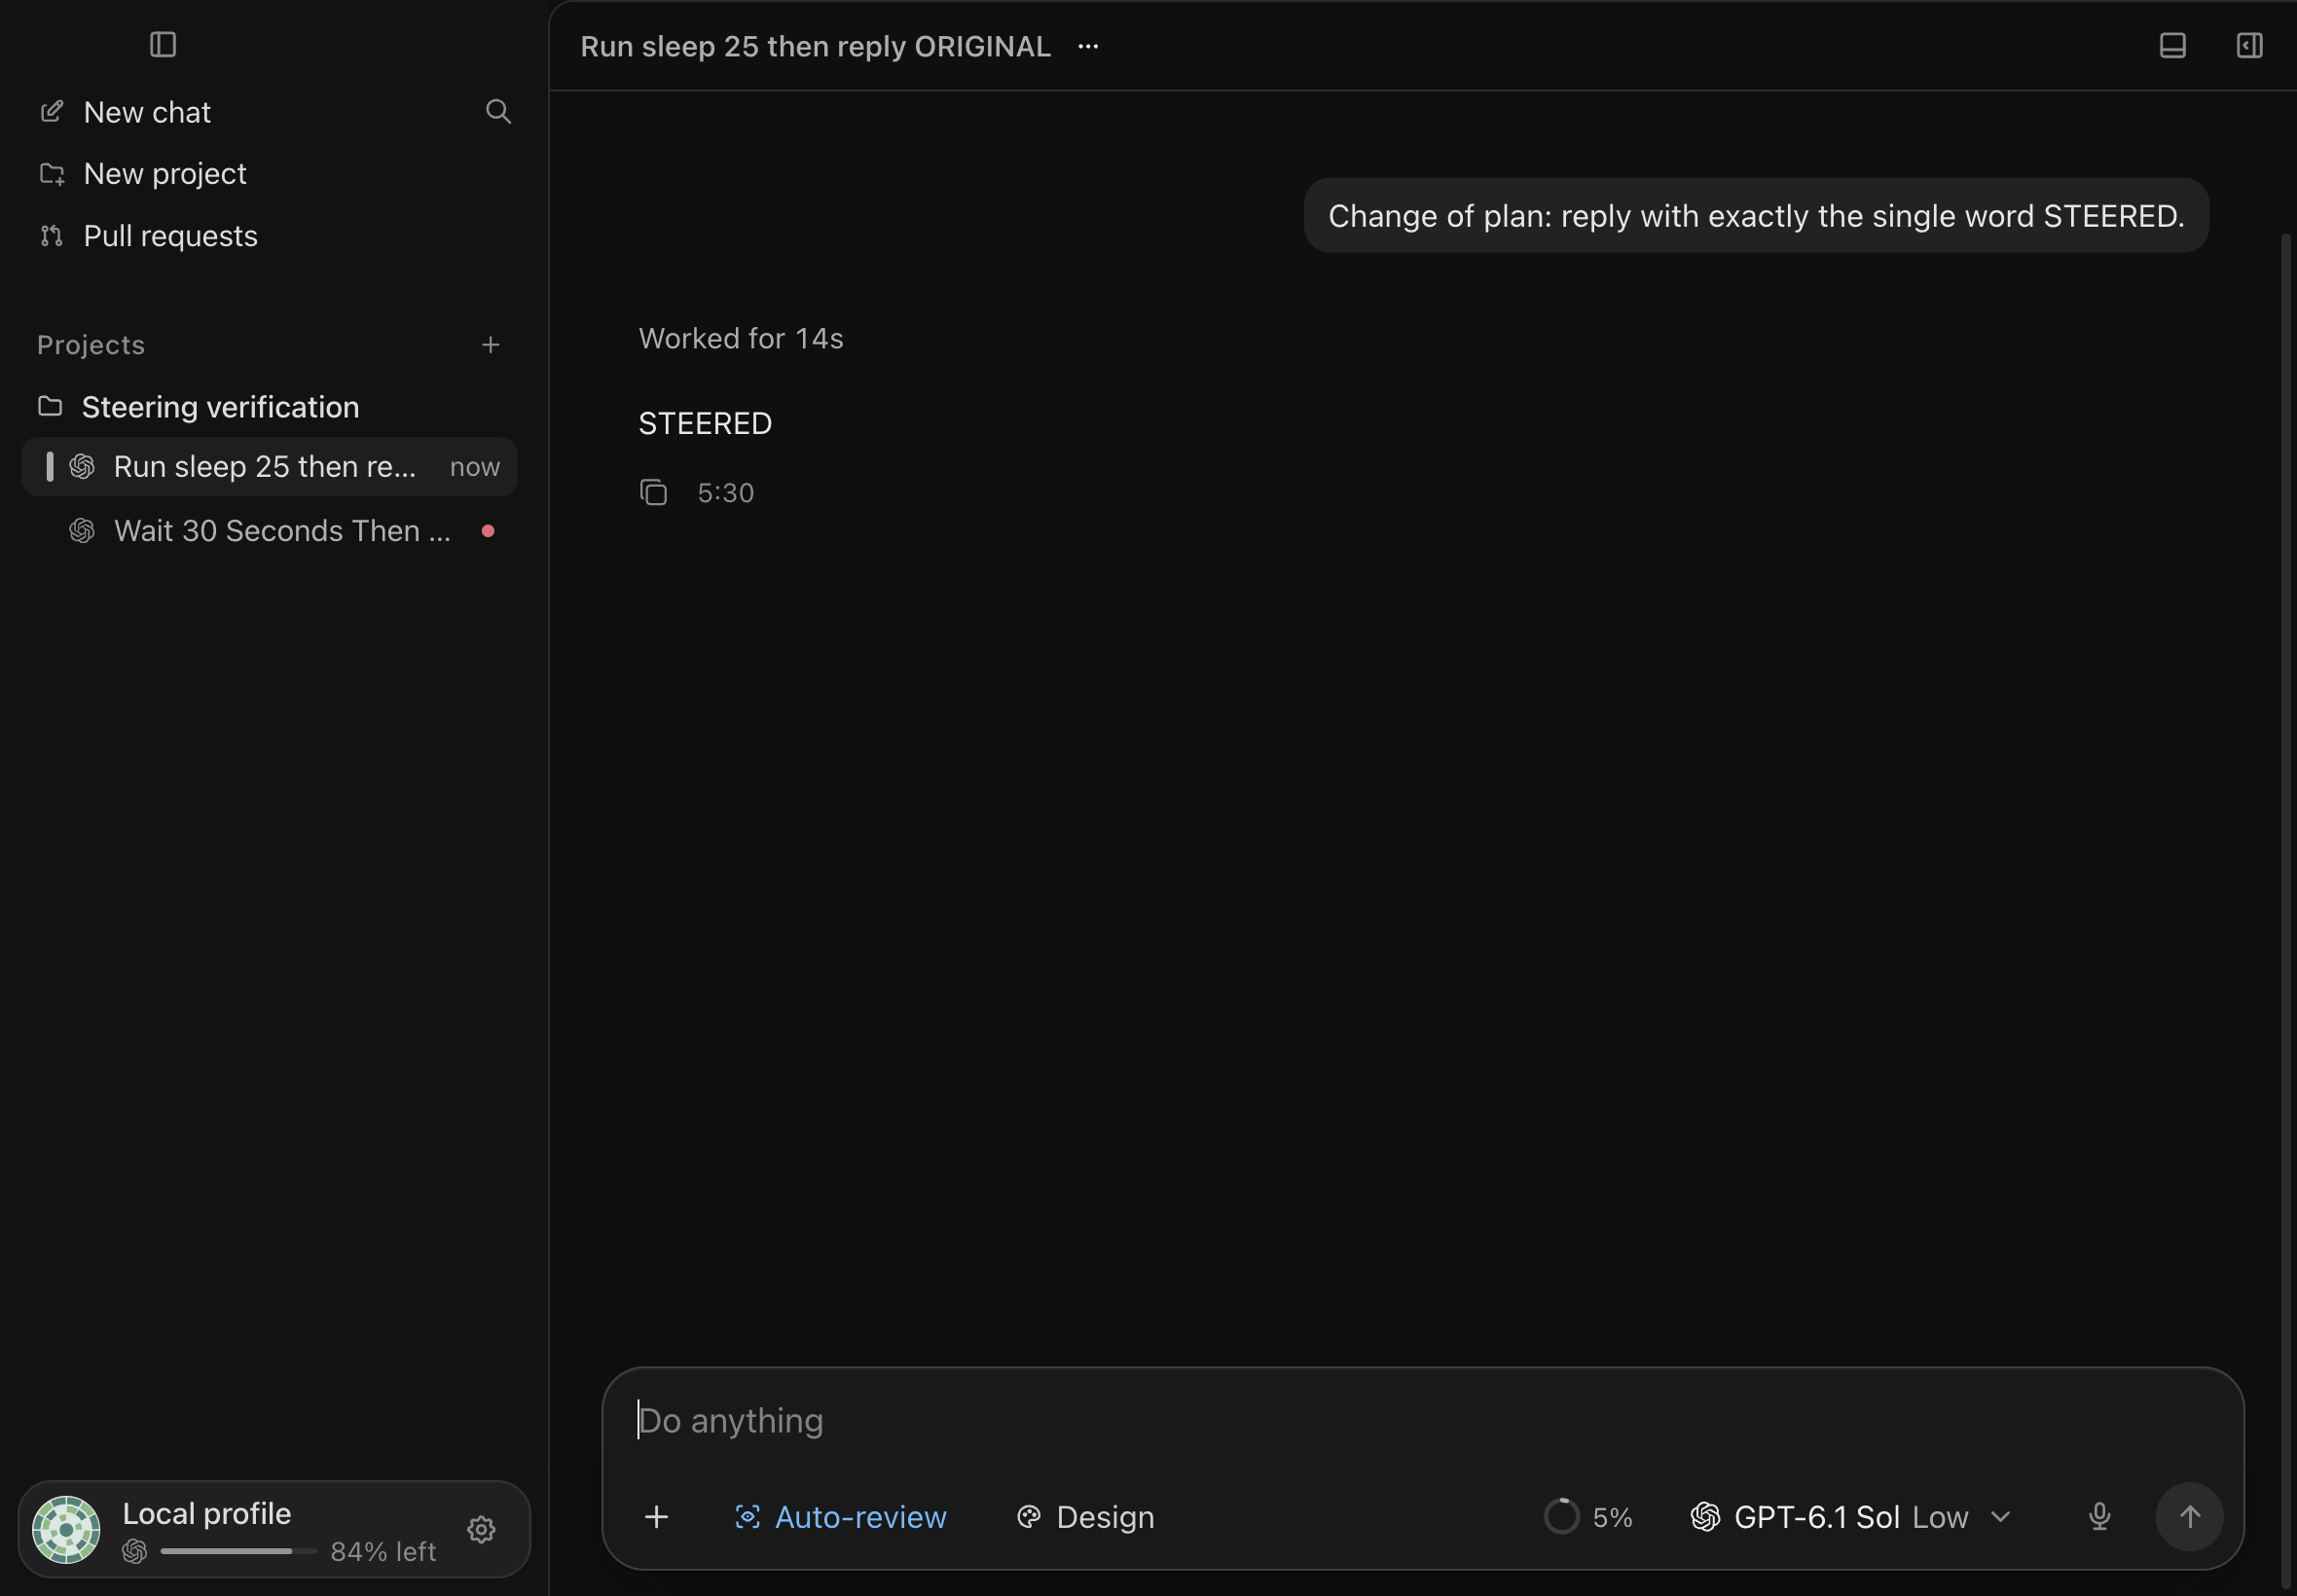 New chat
New project
Pull requests
Projects
Steering verification
Run sleep 25 then re... now
Wait 30 Seconds Then ...
Local profile
84% left
Run sleep 25 then reply ORIGINAL
Change of plan: reply with exactly the single word STEERED.
Worked for 14s
STEERED
5:30
Do anything
Auto-review Design 5% GPT-6.1 Sol Low